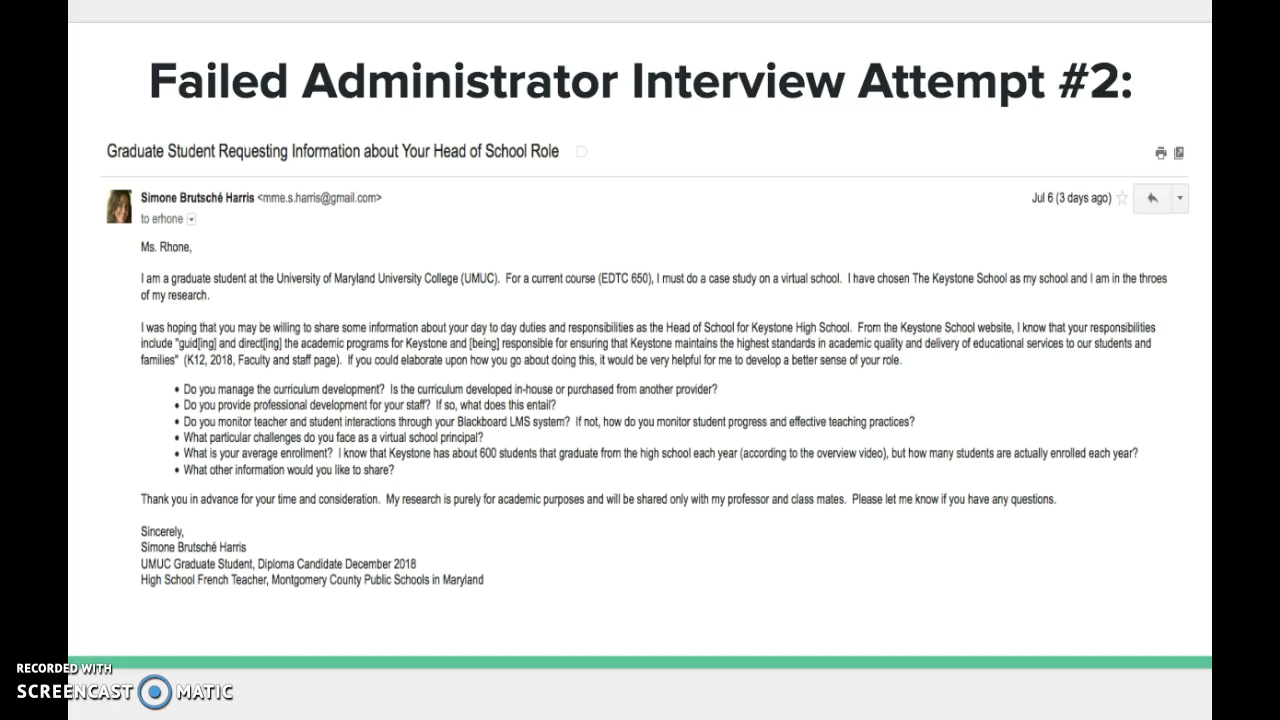 Failed Administrator Interview Attempt #2:
Graduate Student Requesting Information about Your Head of School Role
Simone Brutsché Harris <mme.s.harris@gmail.com>
Jul 6 (3 days ago)
to erhone
Ms. Rhone,
I am a graduate student at the University of Maryland University College (UMUC). For a current course (EDTC 650), I must do a case study on a virtual school. I have chosen The Keystone School as my school and I am in the throes
of my research.
I was hoping that you may be willing to share some information about your day to day duties and responsibilities as the Head of School for Keystone High School. From the Keystone School website, I know that your responsibilities
include "guid[ing] and direct[ing] the academic programs for Keystone and [being] responsible for ensuring that Keystone maintains the highest standards in academic quality and delivery of educational services to our students and
families" (K12, 2018, Faculty and staff page). If you could elaborate upon how you go about doing this, it would be very helpful for me to develop a better sense of your role.
• Do you manage the curriculum development? Is the curriculum developed in-house or purchased from another provider?
• Do you provide professional development for your staff? If so, what does this entail?
• Do you monitor teacher and student interactions through your Blackboard LMS system? If not, how do you monitor student progress and effective teaching practices?
• What particular challenges do you face as a virtual school principal?
• What is your average enrollment? I know that Keystone has about 600 students that graduate from the high school each year (according to the overview video), but how many students are actually enrolled each year?
• What other information would you like to share?
Thank you in advance for your time and consideration. My research is purely for academic purposes and will be shared only with my professor and class mates. Please let me know if you have any questions.
Sincerely,
Simone Brutsché Harris
UMUC Graduate Student, Diploma Candidate December 2018
High School French Teacher, Montgomery County Public Schools in Maryland
RECORDED WITH
SCREENCAST MATIC